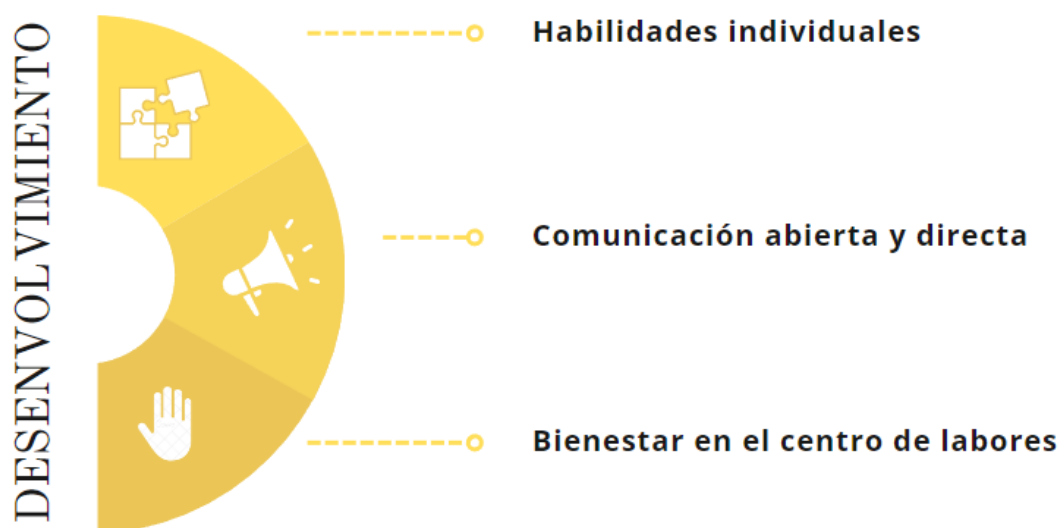 DESENVOLVIMIENTO
Habilidades individuales
Comunicación abierta y directa
Bienestar en el centro de labores